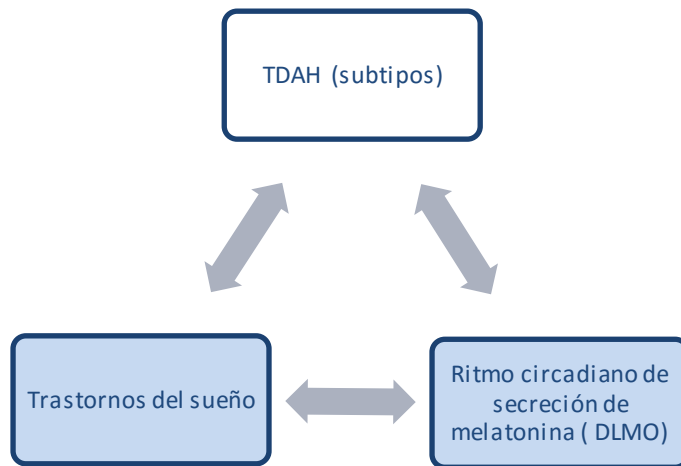 TDAH (subtipos)
Trastornos del sueño
Ritmo circadiano de
secreción de
melatonina ( DLMO)